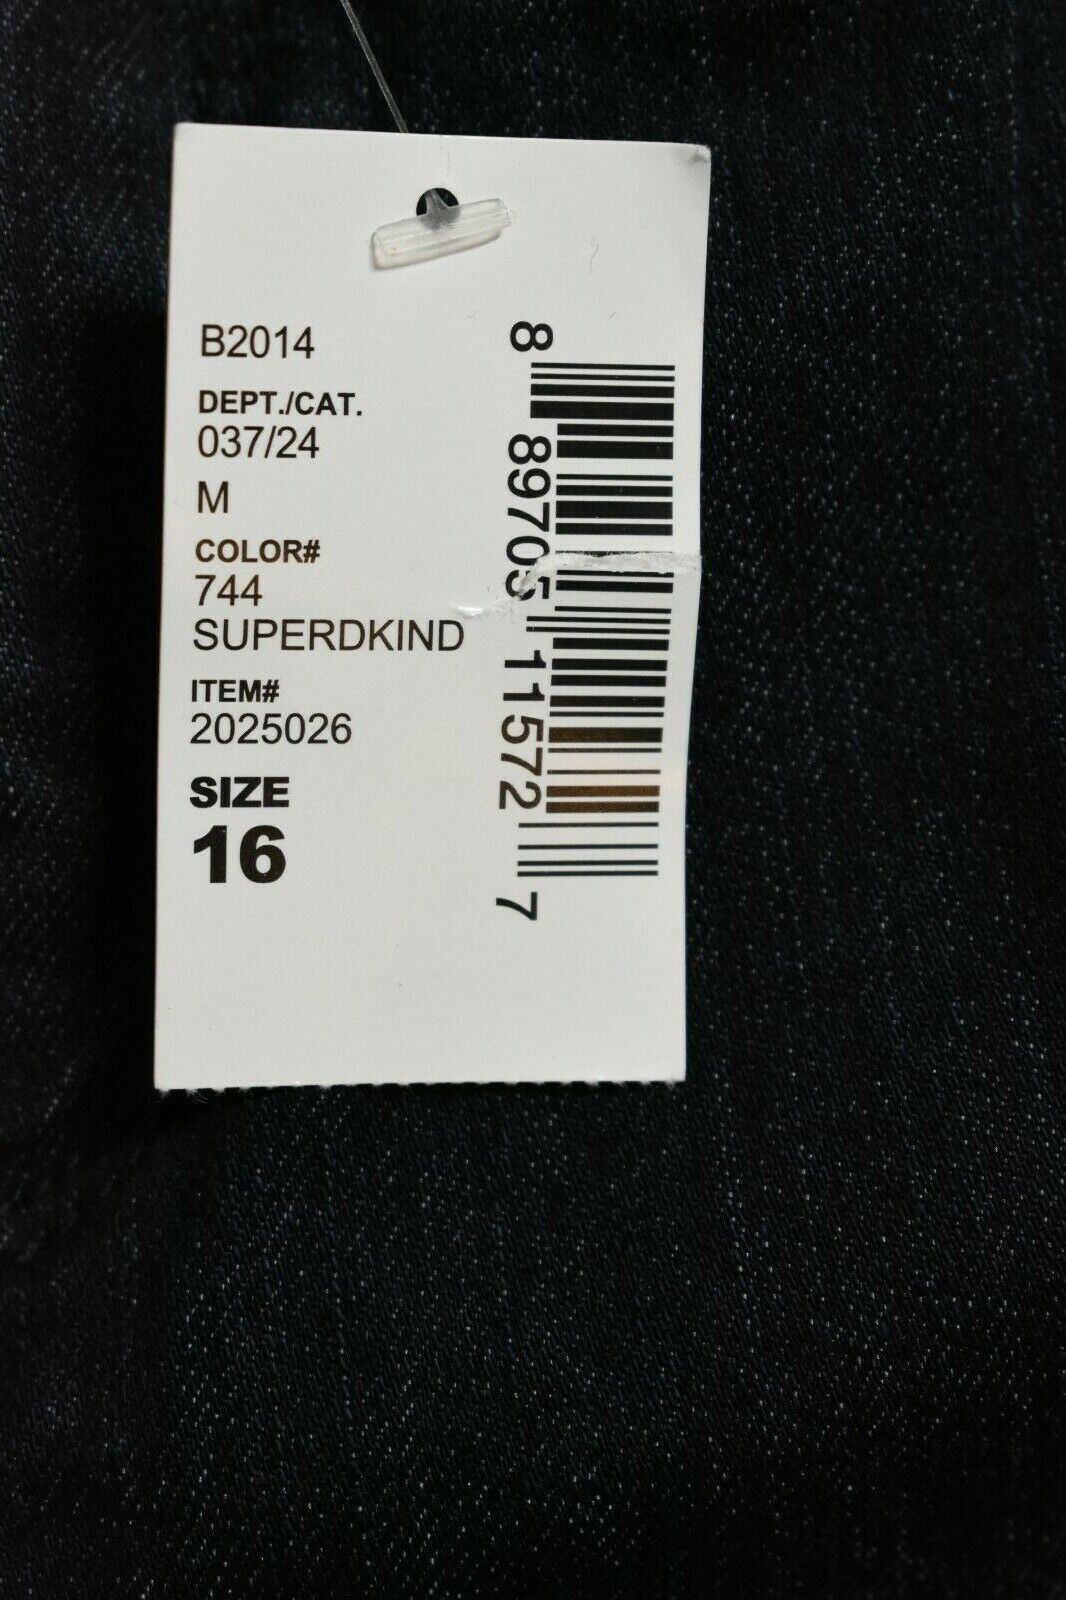 B2014
DEPT./CAT.
037/24
M
COLOR#
744
SUPERDKIND
ITEM#
2025026
SIZE
16
8 89705 11572 7